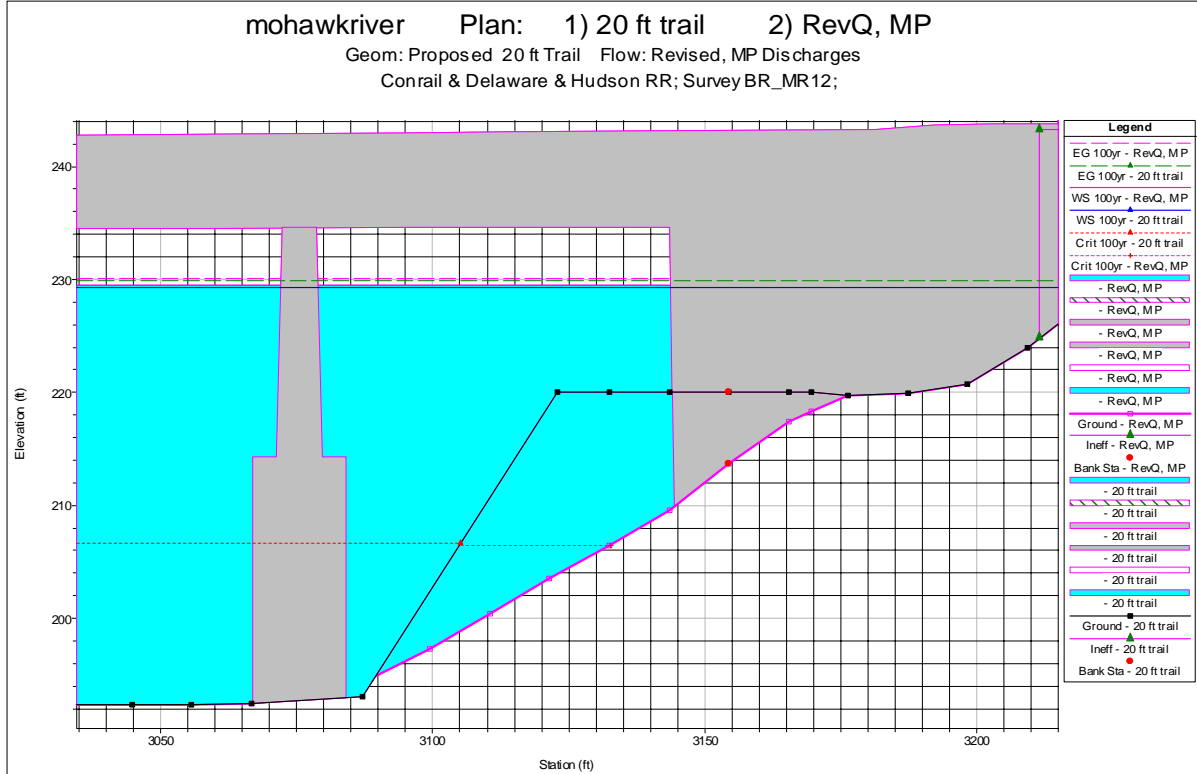 mohawkriver Plan: 1) 20 ft trail 2) RevQ, MP
Geom: Proposed 20 ft Trail Flow: Revised, MP Discharges
Conrail & Delaware & Hudson RR; Survey BR_MR12;
Legend
EG 100yr - RevQ, MP
EG 100yr - 20 ft trail
WS 100yr - RevQ, MP
WS 100yr - 20 ft trail
Crit 100yr - 20 ft trail
Crit 100yr - RevQ, MP
- RevQ, MP
- RevQ, MP
- RevQ, MP
- RevQ, MP
- RevQ, MP
- RevQ, MP
Ground - RevQ, MP
Ineff - RevQ, MP
Bank Sta - RevQ, MP
- 20 ft trail
- 20 ft trail
- 20 ft trail
- 20 ft trail
- 20 ft trail
- 20 ft trail
Ground - 20 ft trail
Ineff - 20 ft trail
Bank Sta - 20 ft trail
240
230
220
210
200
Elevation (ft)
3050 3100 3150 3200
Station (ft)